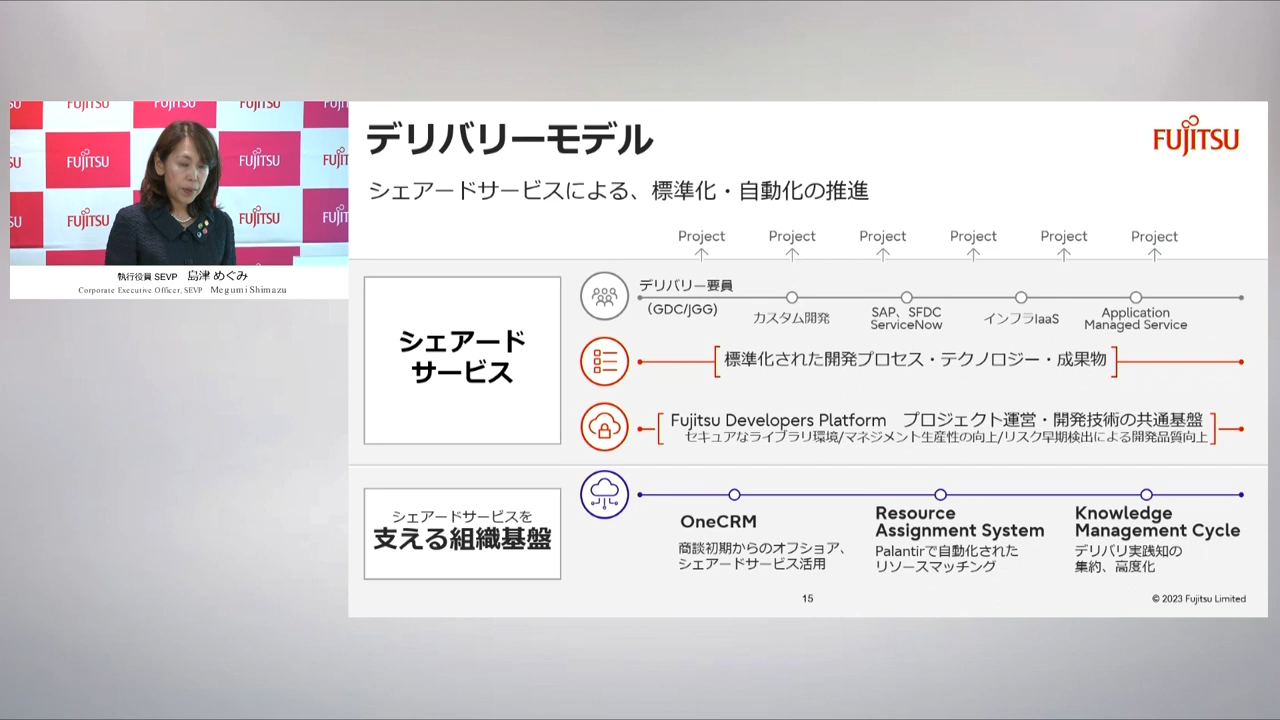 FUJITSU FUJITSU FUJITSU
FUJITSU FUJITSU
FUJITSU FUJITSU
執行役員 SEVP 島津 めぐみ
Corporate Executive Officer, SEVP Megumi Shimazu
デリバリーモデル
FUJITSU
シェアードサービスによる、標準化・自動化の推進
Project Project Project Project Project Project
シェアード
サービス
デリバリー要員
（GDC/JGG)
カスタム開発
SAP、SFDC
ServiceNow
インフラIaaS
Application
Managed Service
標準化された開発プロセス・テクノロジー・成果物
Fujitsu Developers Platform プロジェクト運営・開発技術の共通基盤
セキュアなライブラリ環境/マネジメント生産性の向上/リスク早期検出による開発品質向上
シェアードサービスを
支える組織基盤
OneCRM
商談初期からのオフショア、
シェアードサービス活用
Resource
Assignment System
Palantirで自動化された
リソースマッチング
Knowledge
Management Cycle
デリバリ実践知の
集約、高度化
15
© 2023 Fujitsu Limited